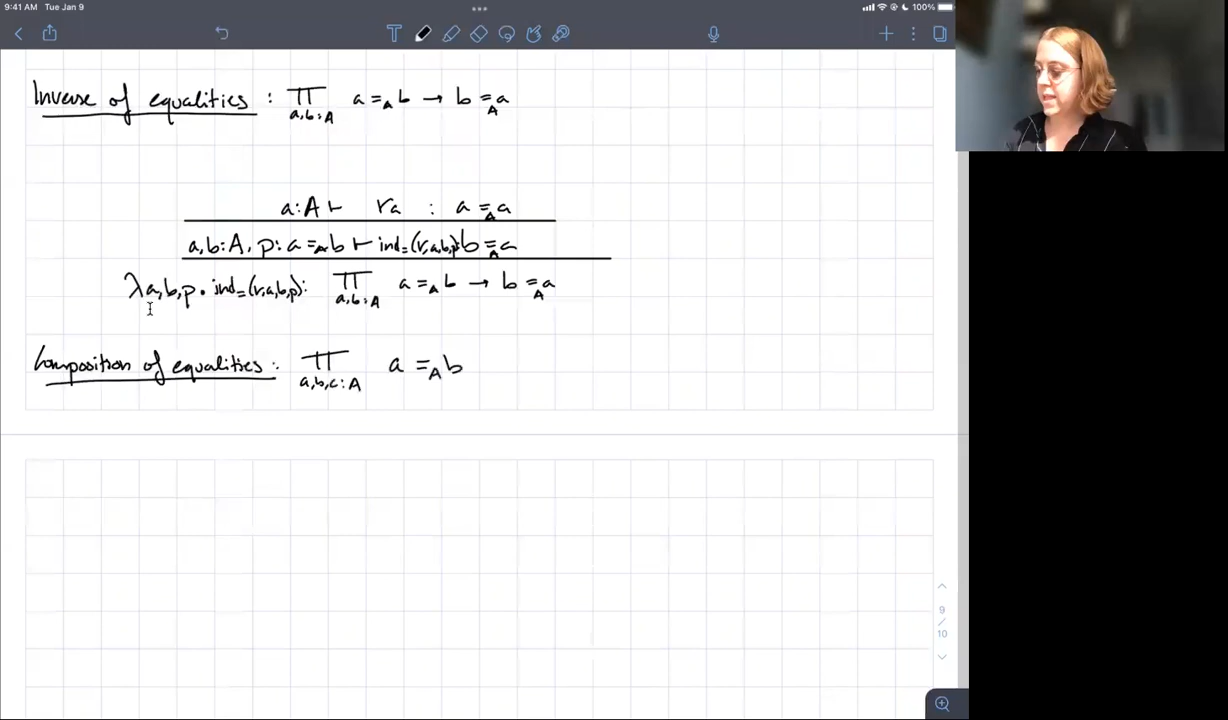 9:41 AM Tue Jan 9
100%
Inverse of equalities : ∏_{a,b:A} a =_A b → b =_A a
a:A ⊢ r_a : a =_A a
a,b:A, p:a =_A b ⊢ ind_=(r,a,b,p): b =_A a
λa,b,p. ind_=(r,a,b,p): ∏_{a,b:A} a =_A b → b =_A a
Composition of equalities : ∏_{a,b,c:A} a =_A b
9
/
10